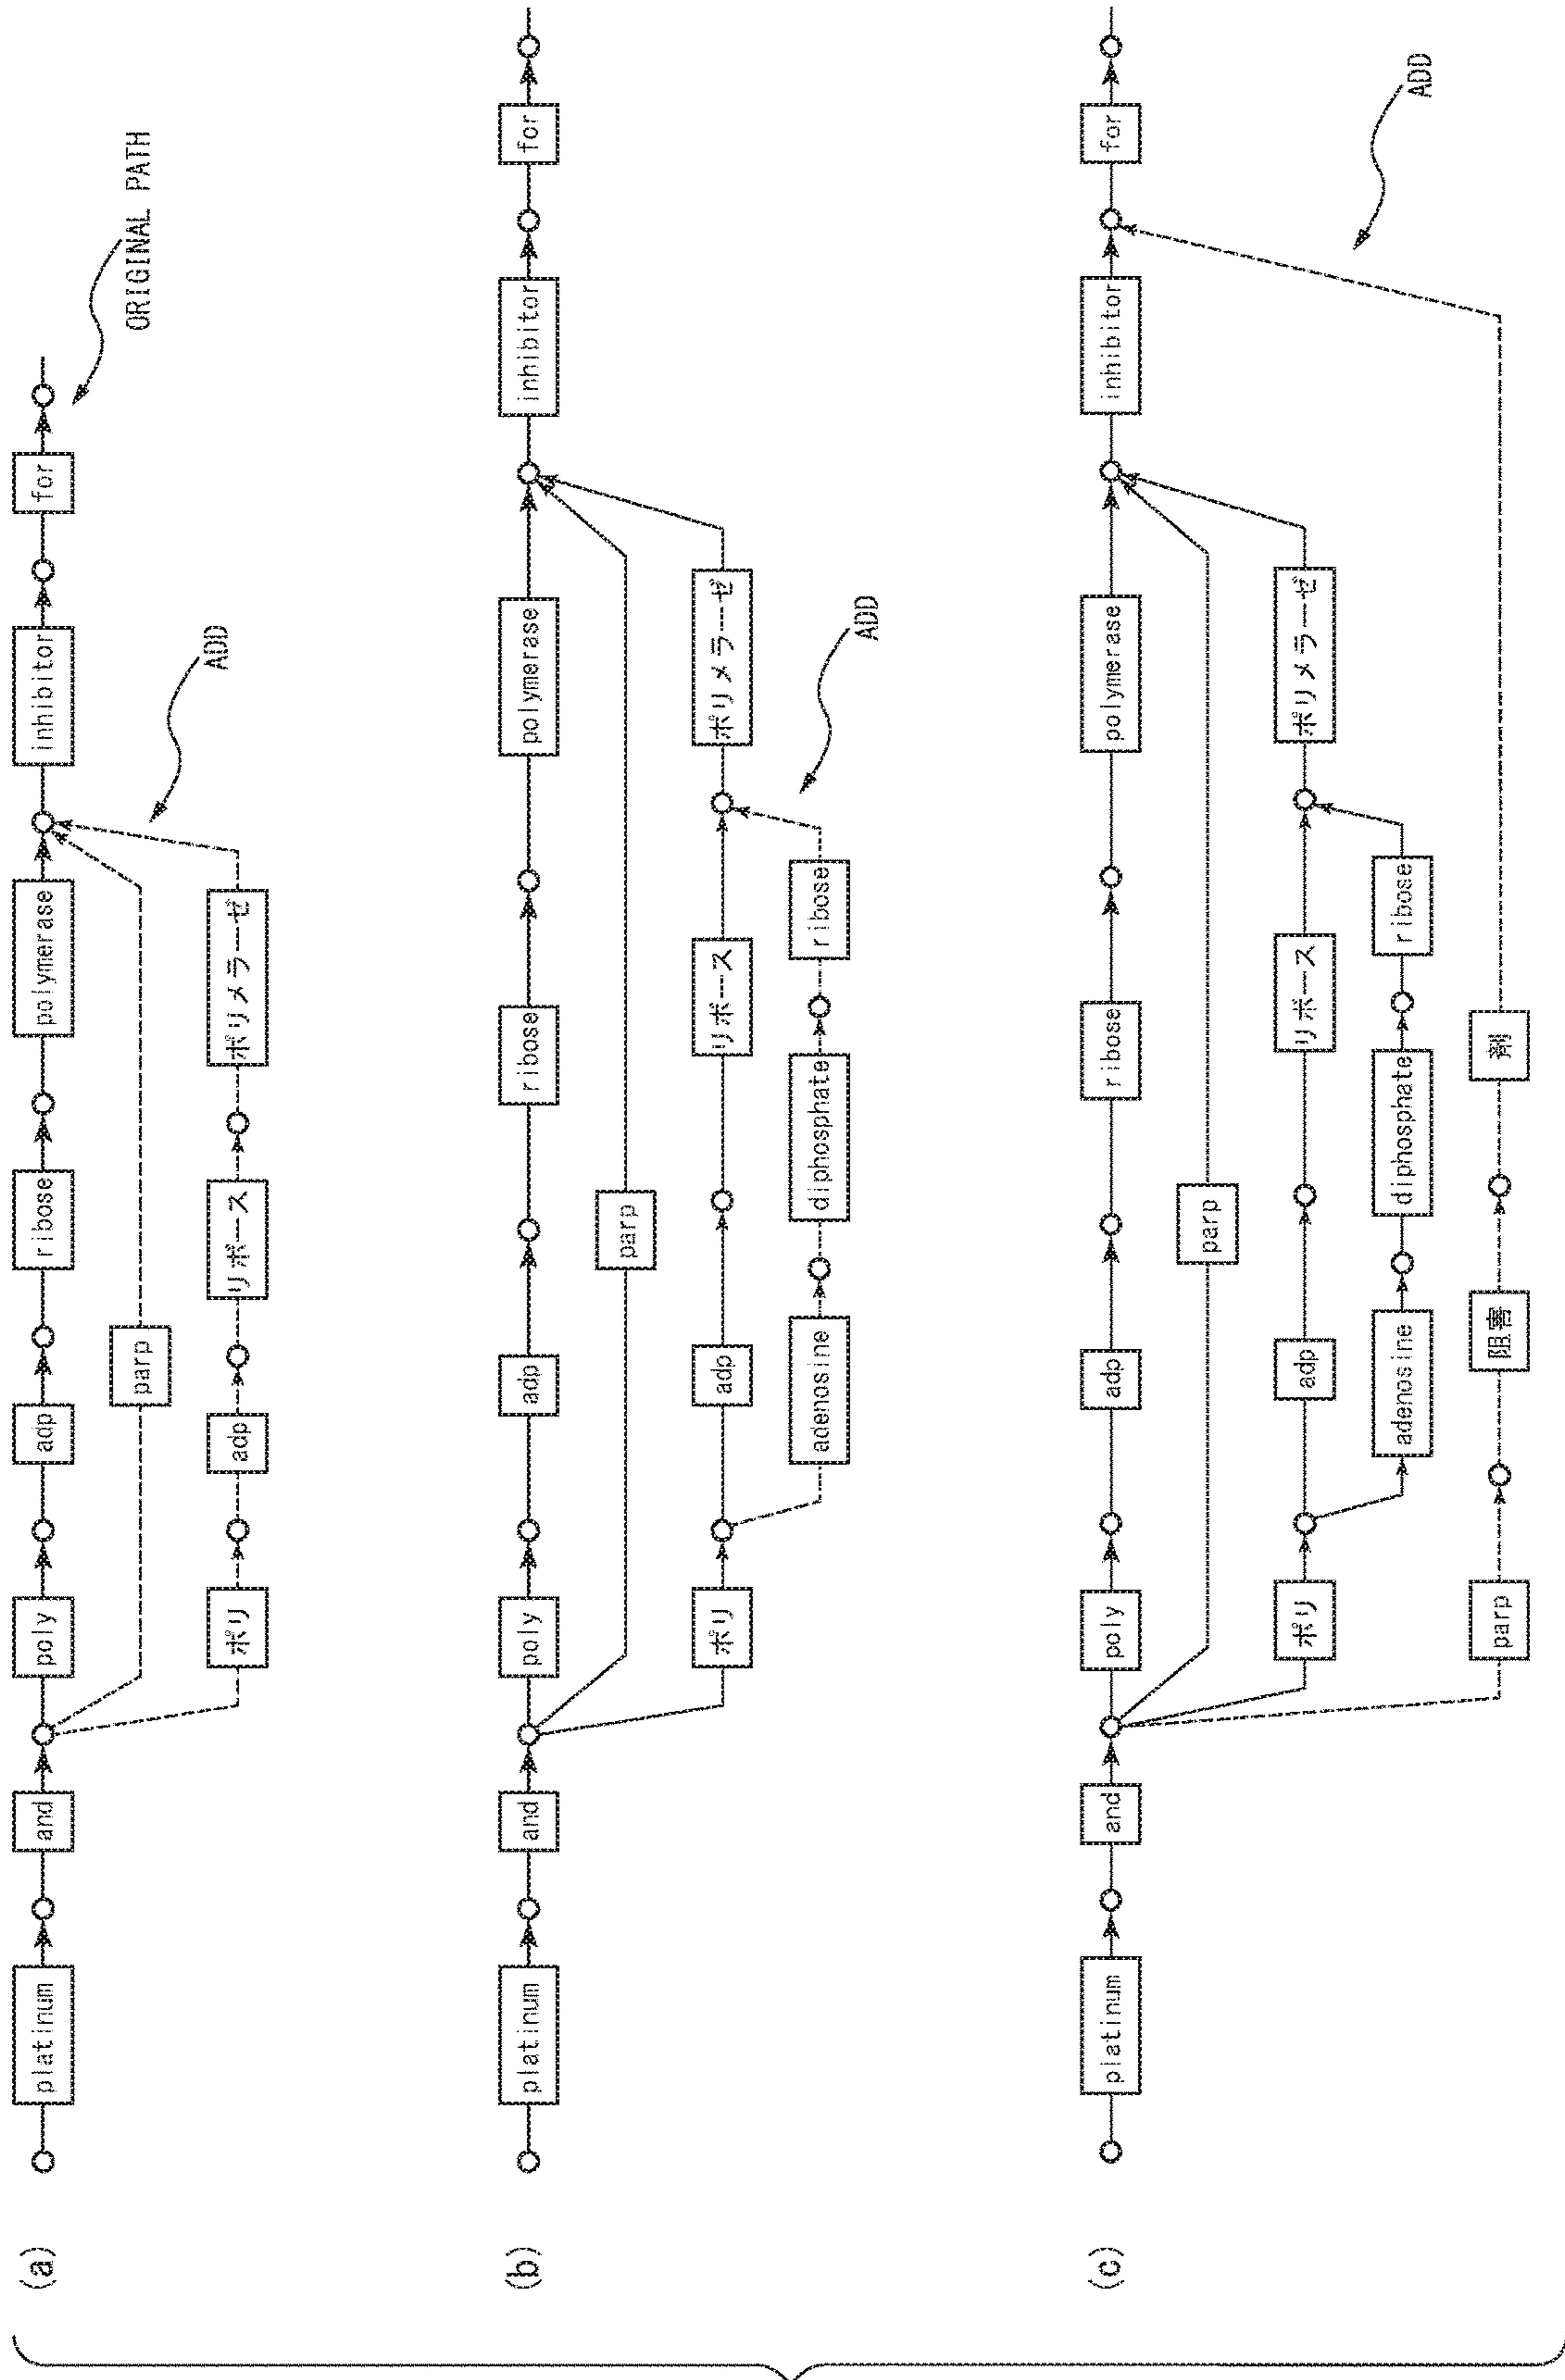 (a)
platinum and poly adp ribose polymerase inhibitor for
ORIGINAL PATH
parp
ADD
ポリ adp リボース ポリメラーゼ
(b)
platinum and poly adp ribose polymerase inhibitor for
parp
ポリ adp リボース ポリメラーゼ
adenosine diphosphate ribose
ADD
(c)
platinum and poly adp ribose polymerase inhibitor for
parp
ポリ adp リボース ポリメラーゼ
adenosine diphosphate ribose
ADD
parp 阻害 剤